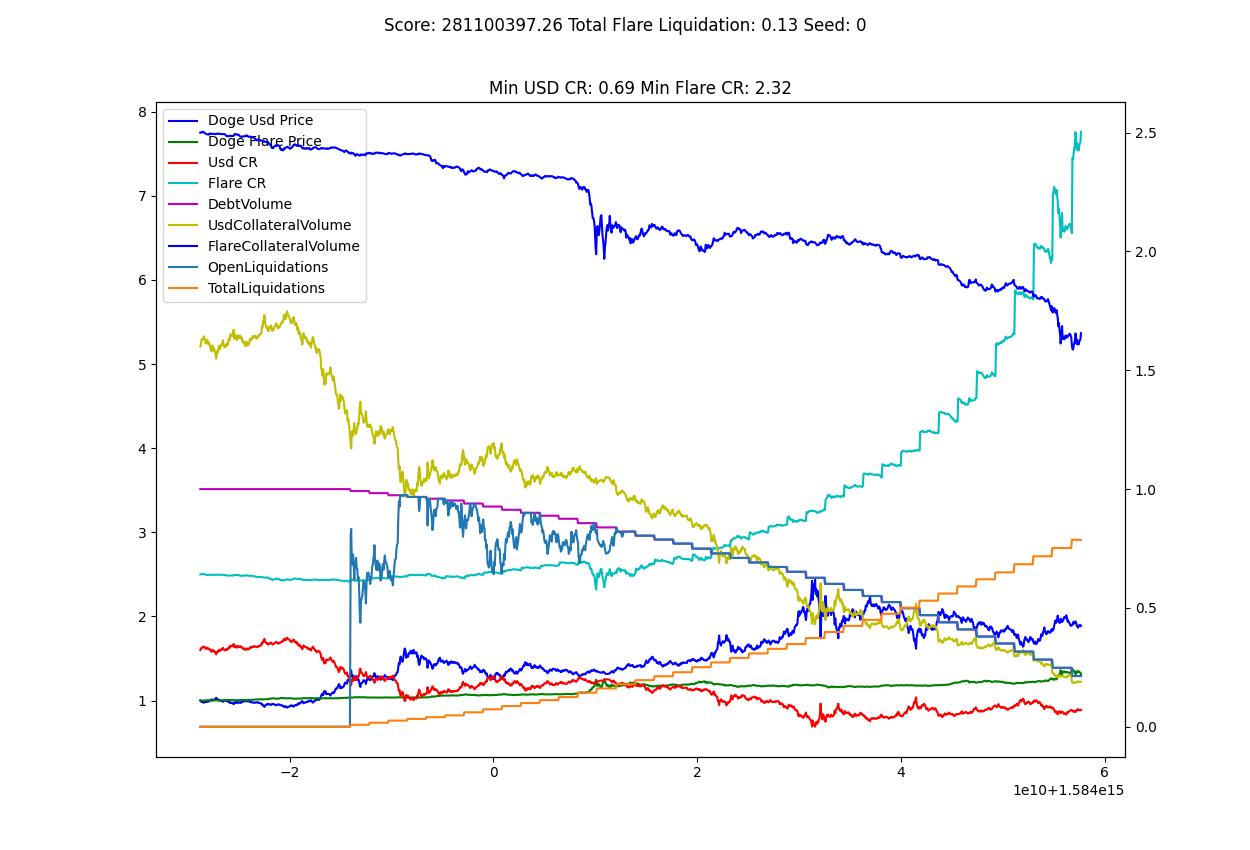 Score: 281100397.26 Total Flare Liquidation: 0.13 Seed: 0
Min USD CR: 0.69 Min Flare CR: 2.32
8
7
6
5
4
3
2
1
Doge Usd Price
Doge Flare Price
Usd CR
Flare CR
DebtVolume
UsdCollateralVolume
FlareCollateralVolume
OpenLiquidations
TotalLiquidations
2.5
2.0
1.5
1.0
0.5
0.0
−2
0
2
4
6
1e10+1.584e15